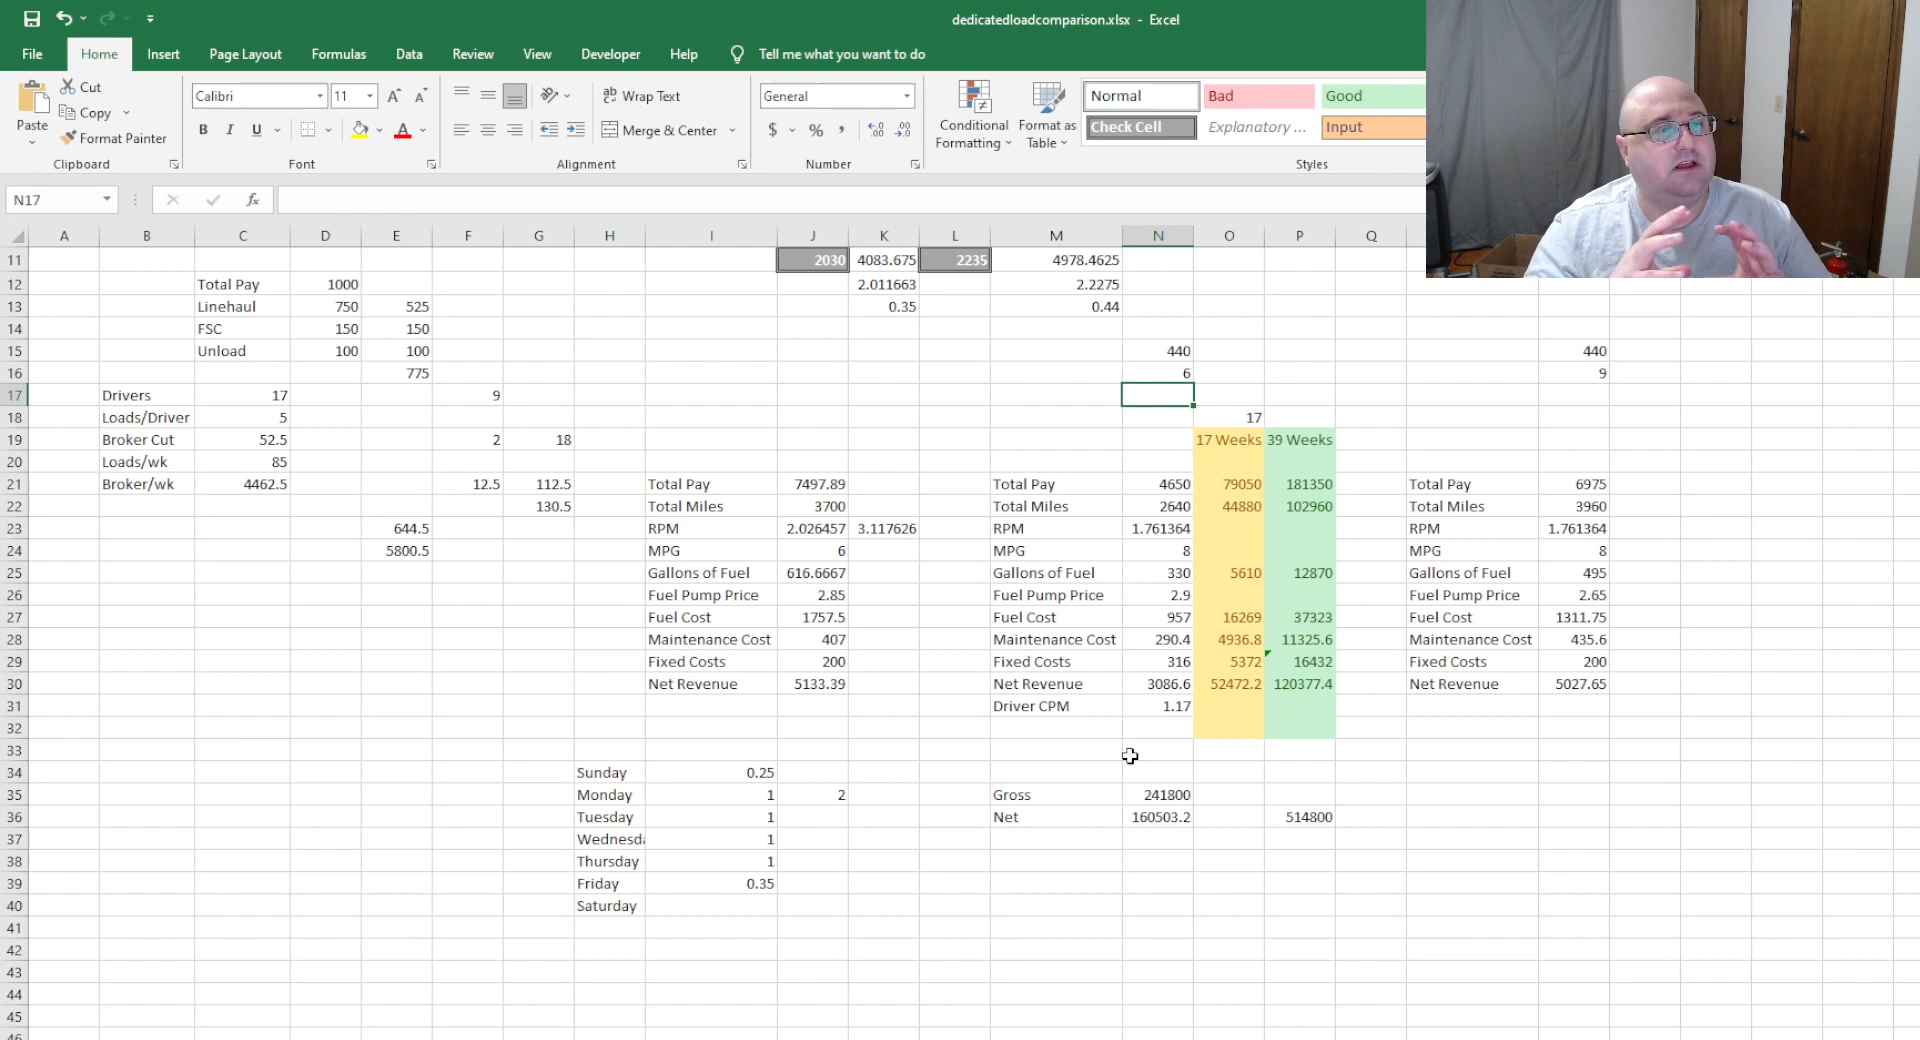 dedicatedloadcomparison.xlsx - Excel
File Home Insert Page Layout Formulas Data Review View Developer Help Tell me what you want to do
Paste
Cut
Copy
Format Painter
Clipboard
Calibri 11
B I U
Font
Wrap Text
Merge & Center
Alignment
General
$ % ,
Number
Conditional Formatting
Format as Table
Normal Bad Good
Check Cell Explanatory ... Input
Styles
N17 fx
A B C D E F G H I J K L M N O P Q
11 2030 4083.675 2235 4978.4625
12 Total Pay 1000 2.011663 2.2275
13 Linehaul 750 525 0.35 0.44
14 FSC 150 150
15 Unload 100 100 440 440
16 775 6 9
17 Drivers 17 9
18 Loads/Driver 5 17
19 Broker Cut 52.5 2 18 17 Weeks 39 Weeks
20 Loads/wk 85
21 Broker/wk 4462.5 12.5 112.5 Total Pay 7497.89 Total Pay 4650 79050 181350 Total Pay 6975
22 130.5 Total Miles 3700 Total Miles 2640 44880 102960 Total Miles 3960
23 644.5 RPM 2.026457 3.117626 RPM 1.761364 RPM 1.761364
24 5800.5 MPG 6 MPG 8 MPG 8
25 Gallons of Fuel 616.6667 Gallons of Fuel 330 5610 12870 Gallons of Fuel 495
26 Fuel Pump Price 2.85 Fuel Pump Price 2.9 Fuel Pump Price 2.65
27 Fuel Cost 1757.5 Fuel Cost 957 16269 37323 Fuel Cost 1311.75
28 Maintenance Cost 407 Maintenance Cost 290.4 4936.8 11325.6 Maintenance Cost 435.6
29 Fixed Costs 200 Fixed Costs 316 5372 16432 Fixed Costs 200
30 Net Revenue 5133.39 Net Revenue 3086.6 52472.2 120377.4 Net Revenue 5027.65
31 Driver CPM 1.17
32
33
34 Sunday 0.25
35 Monday 1 2 Gross 241800
36 Tuesday 1 Net 160503.2 514800
37 Wednesda 1
38 Thursday 1
39 Friday 0.35
40 Saturday
41
42
43
44
45
46